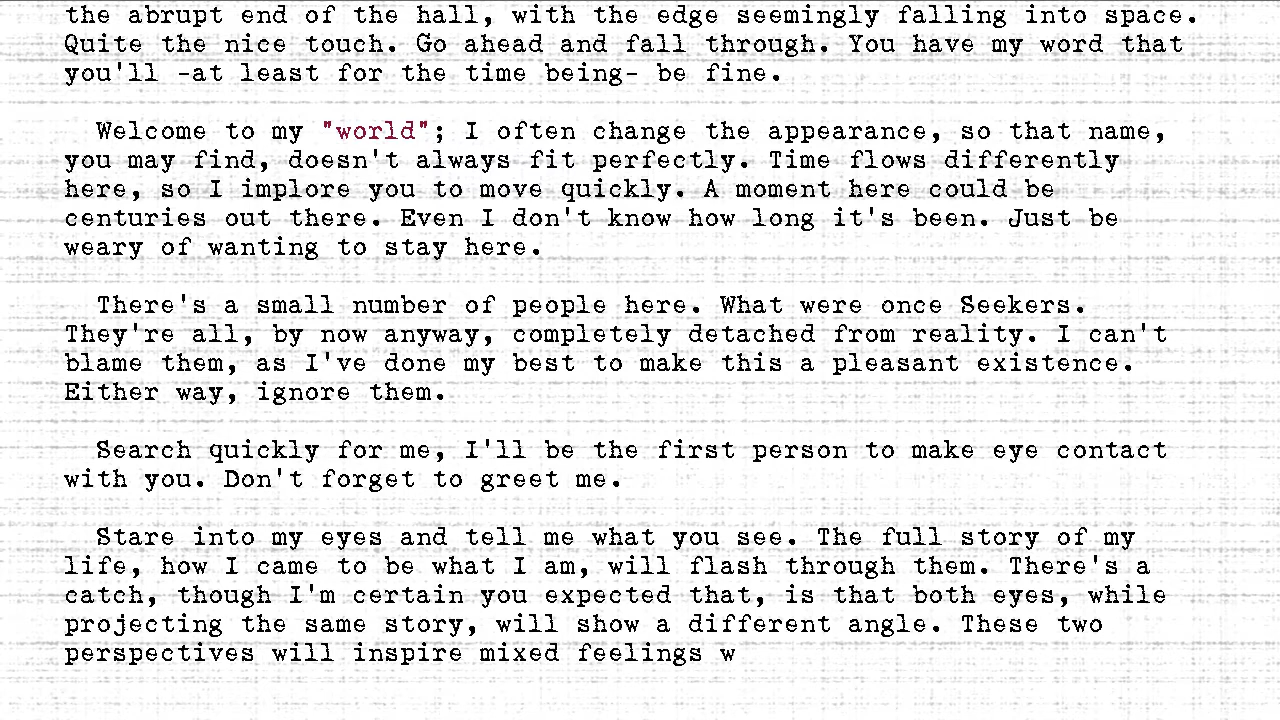 the abrupt end of the hall, with the edge seemingly falling into space.
Quite the nice touch. Go ahead and fall through. You have my word that
you'll -at least for the time being- be fine.
Welcome to my "world"; I often change the appearance, so that name,
you may find, doesn't always fit perfectly. Time flows differently
here, so I implore you to move quickly. A moment here could be
centuries out there. Even I don't know how long it's been. Just be
weary of wanting to stay here.
There's a small number of people here. What were once Seekers.
They're all, by now anyway, completely detached from reality. I can't
blame them, as I've done my best to make this a pleasant existence.
Either way, ignore them.
Search quickly for me, I'll be the first person to make eye contact
with you. Don't forget to greet me.
Stare into my eyes and tell me what you see. The full story of my
life, how I came to be what I am, will flash through them. There's a
catch, though I'm certain you expected that, is that both eyes, while
projecting the same story, will show a different angle. These two
perspectives will inspire mixed feelings w